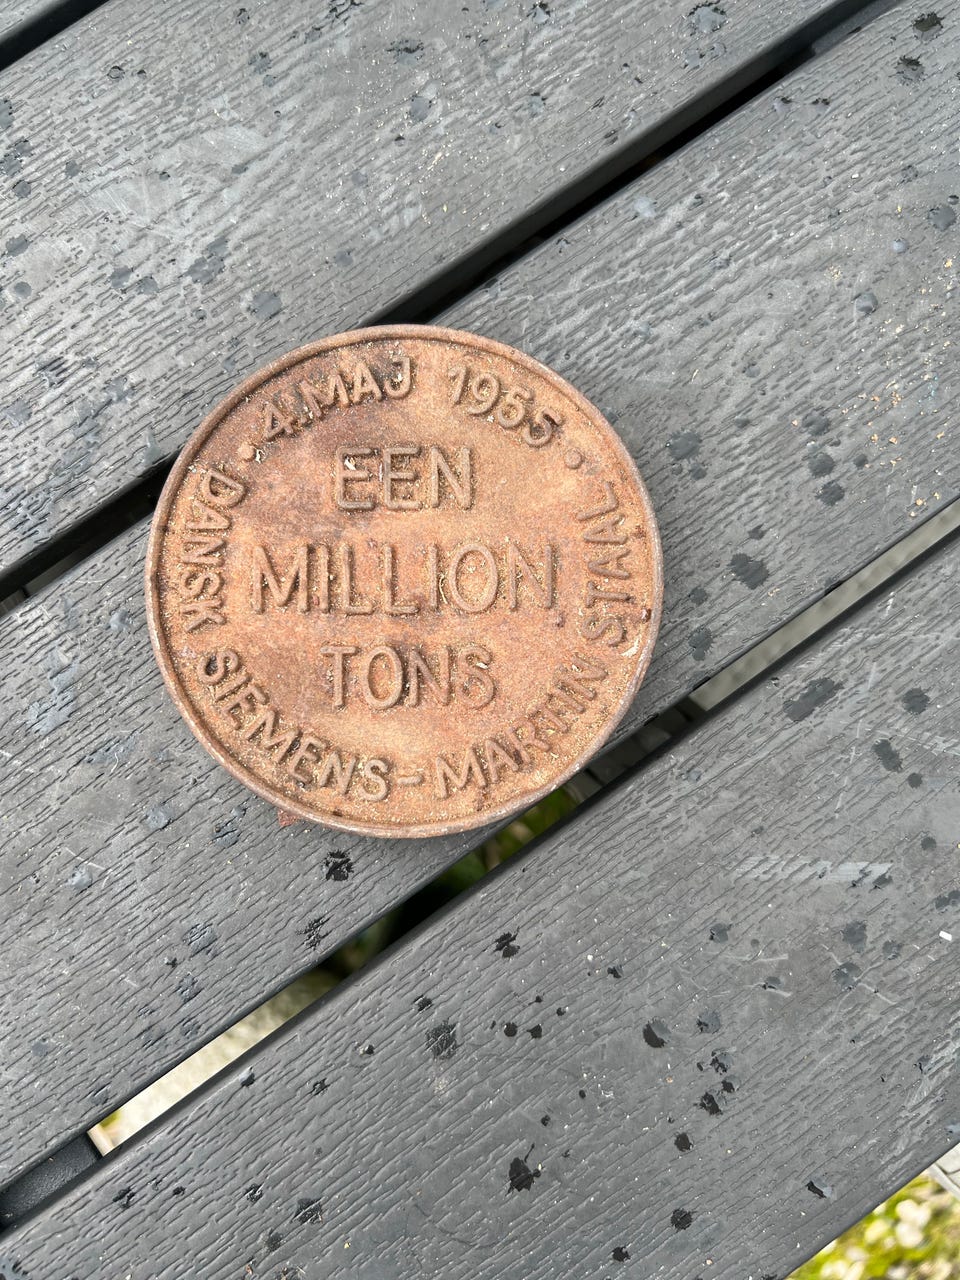 4. MAJ 1955
EEN
MILLION
TONS
DANSK SIEMENS-MARTIN STAAL